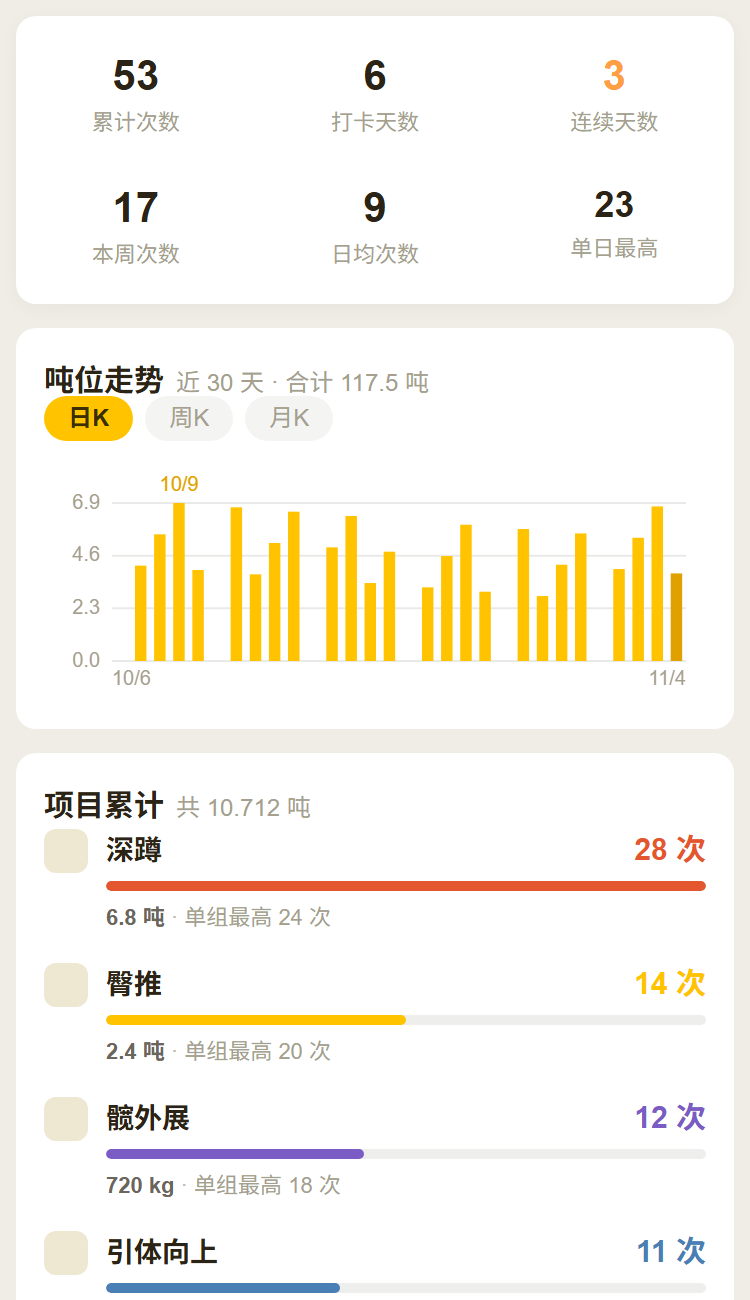 53 6 3
累计次数 打卡天数 连续天数
17 9 23
本周次数 日均次数 单日最高
吨位走势 近 30 天 · 合计 117.5 吨
日K 周K 月K
10/9
6.9
4.6
2.3
0.0
10/6 11/4
项目累计 共 10.712 吨
深蹲 28 次
6.8 吨 · 单组最高 24 次
臀推 14 次
2.4 吨 · 单组最高 20 次
髋外展 12 次
720 kg · 单组最高 18 次
引体向上 11 次